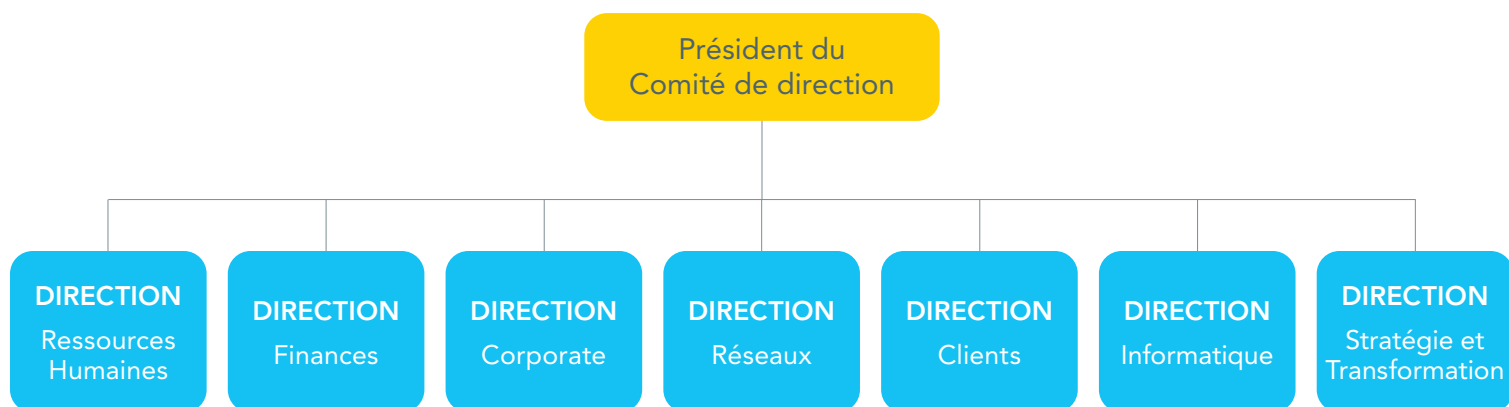 Président du
Comité de direction
DIRECTION
Ressources
Humaines
DIRECTION
Finances
DIRECTION
Corporate
DIRECTION
Réseaux
DIRECTION
Clients
DIRECTION
Informatique
DIRECTION
Stratégie et
Transformation